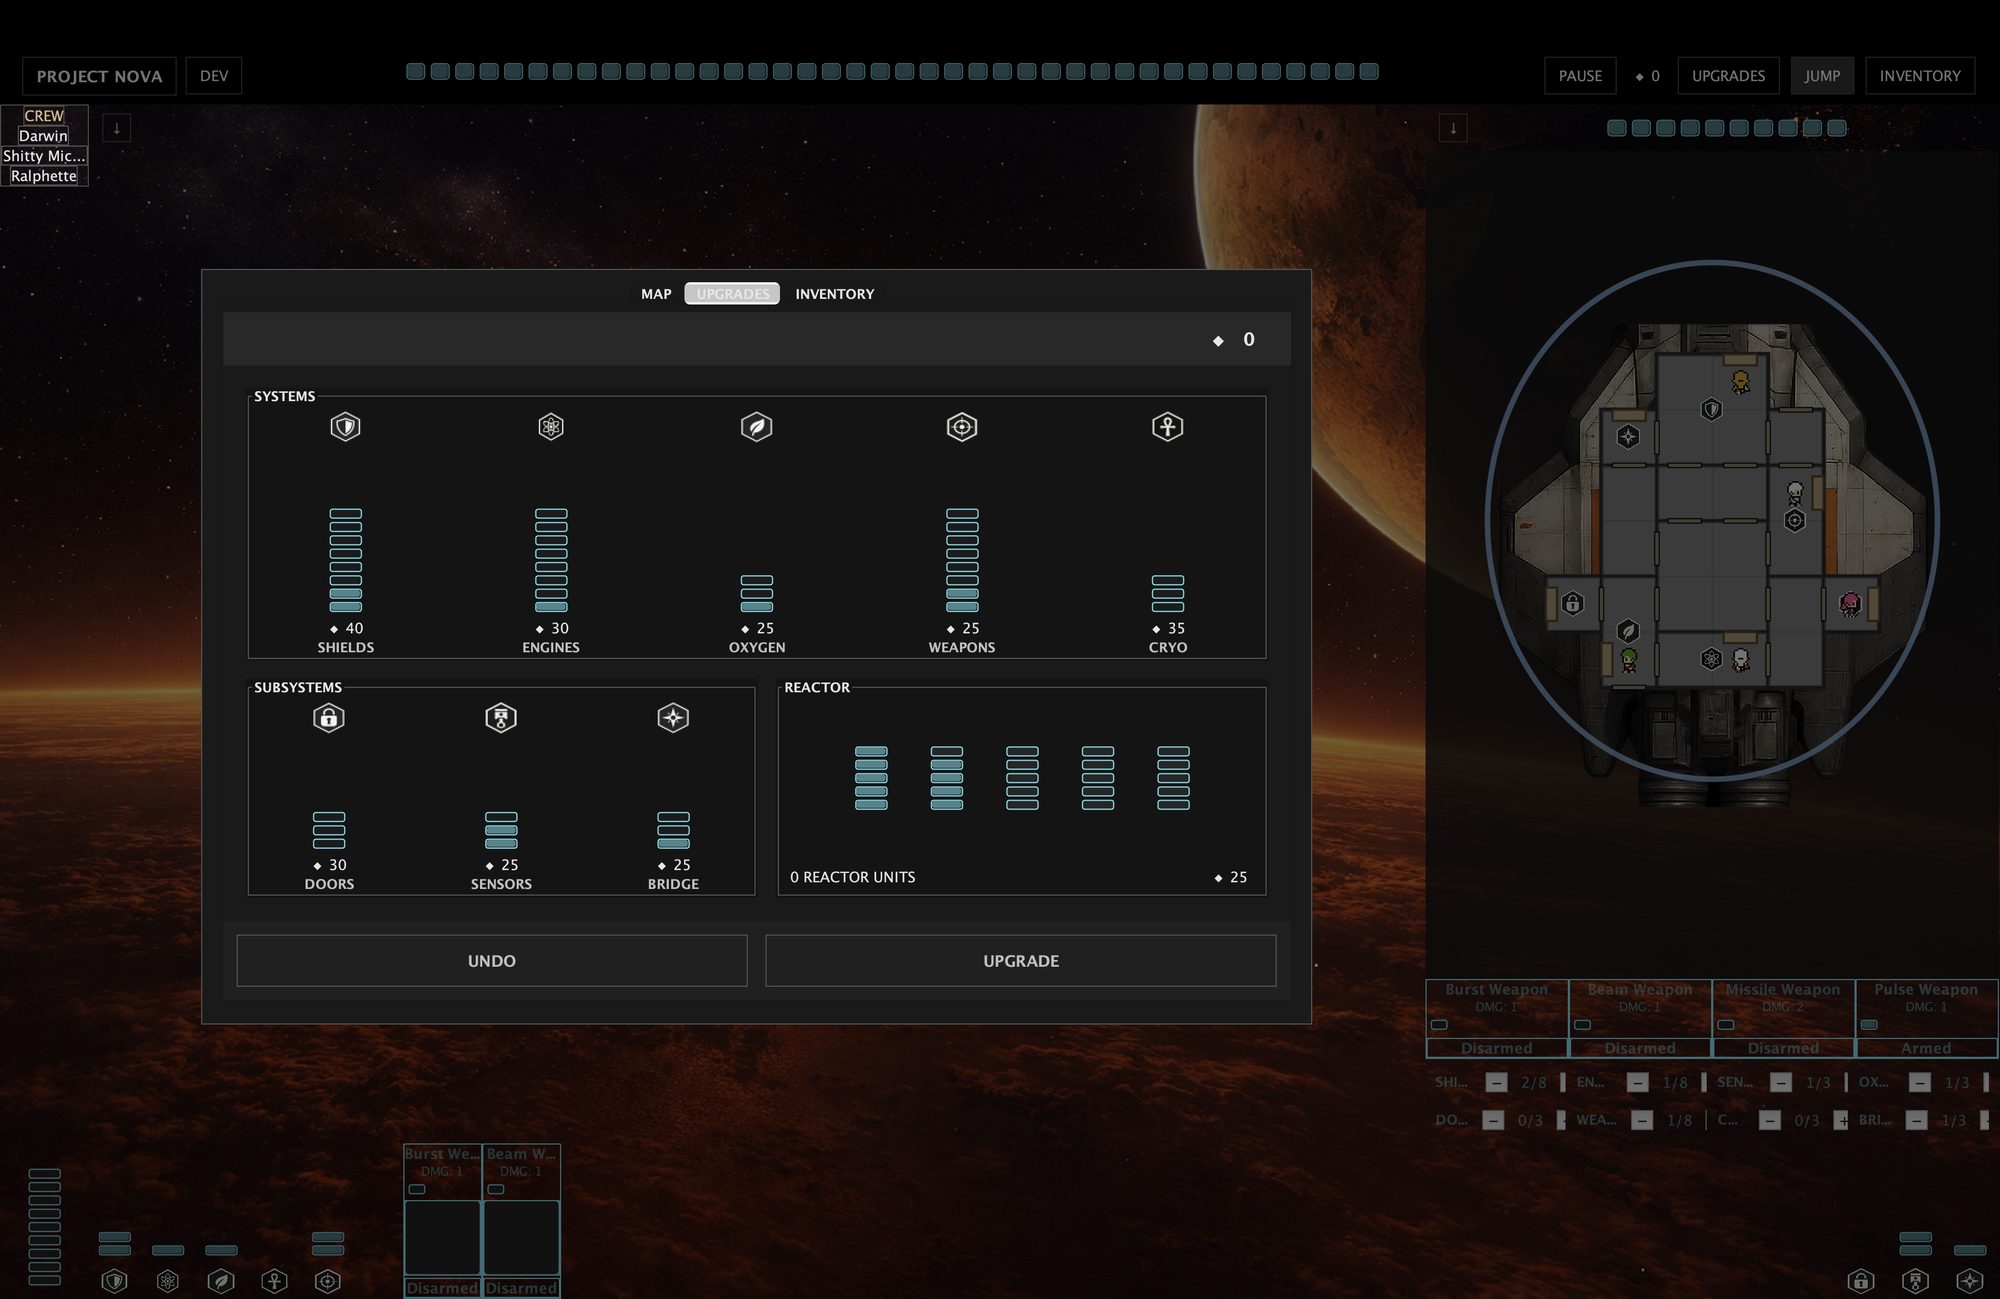 PROJECT NOVA DEV
PAUSE ◆ 0 UPGRADES JUMP INVENTORY
CREW
Darwin
Shitty Mic...
Ralphette
↓
↓
MAP UPGRADES INVENTORY
◆ 0
SYSTEMS
◆ 40 ◆ 30 ◆ 25 ◆ 25 ◆ 35
SHIELDS ENGINES OXYGEN WEAPONS CRYO
SUBSYSTEMS
◆ 30 ◆ 25 ◆ 25
DOORS SENSORS BRIDGE
REACTOR
0 REACTOR UNITS ◆ 25
UNDO UPGRADE
Burst Weapon Beam Weapon Missile Weapon Pulse Weapon
DMG: 1 DMG: 1 DMG: 2 DMG: 1
Disarmed Disarmed Disarmed Armed
SHI... − 2/8 EN... − 1/8 SEN... − 1/3 OX... − 1/3
DO... − 0/3 WEA... − 1/8 C... − 0/3 + BRI... − 1/3
Burst We... Beam W...
DMG: 1 DMG: 1
Disarmed Disarmed